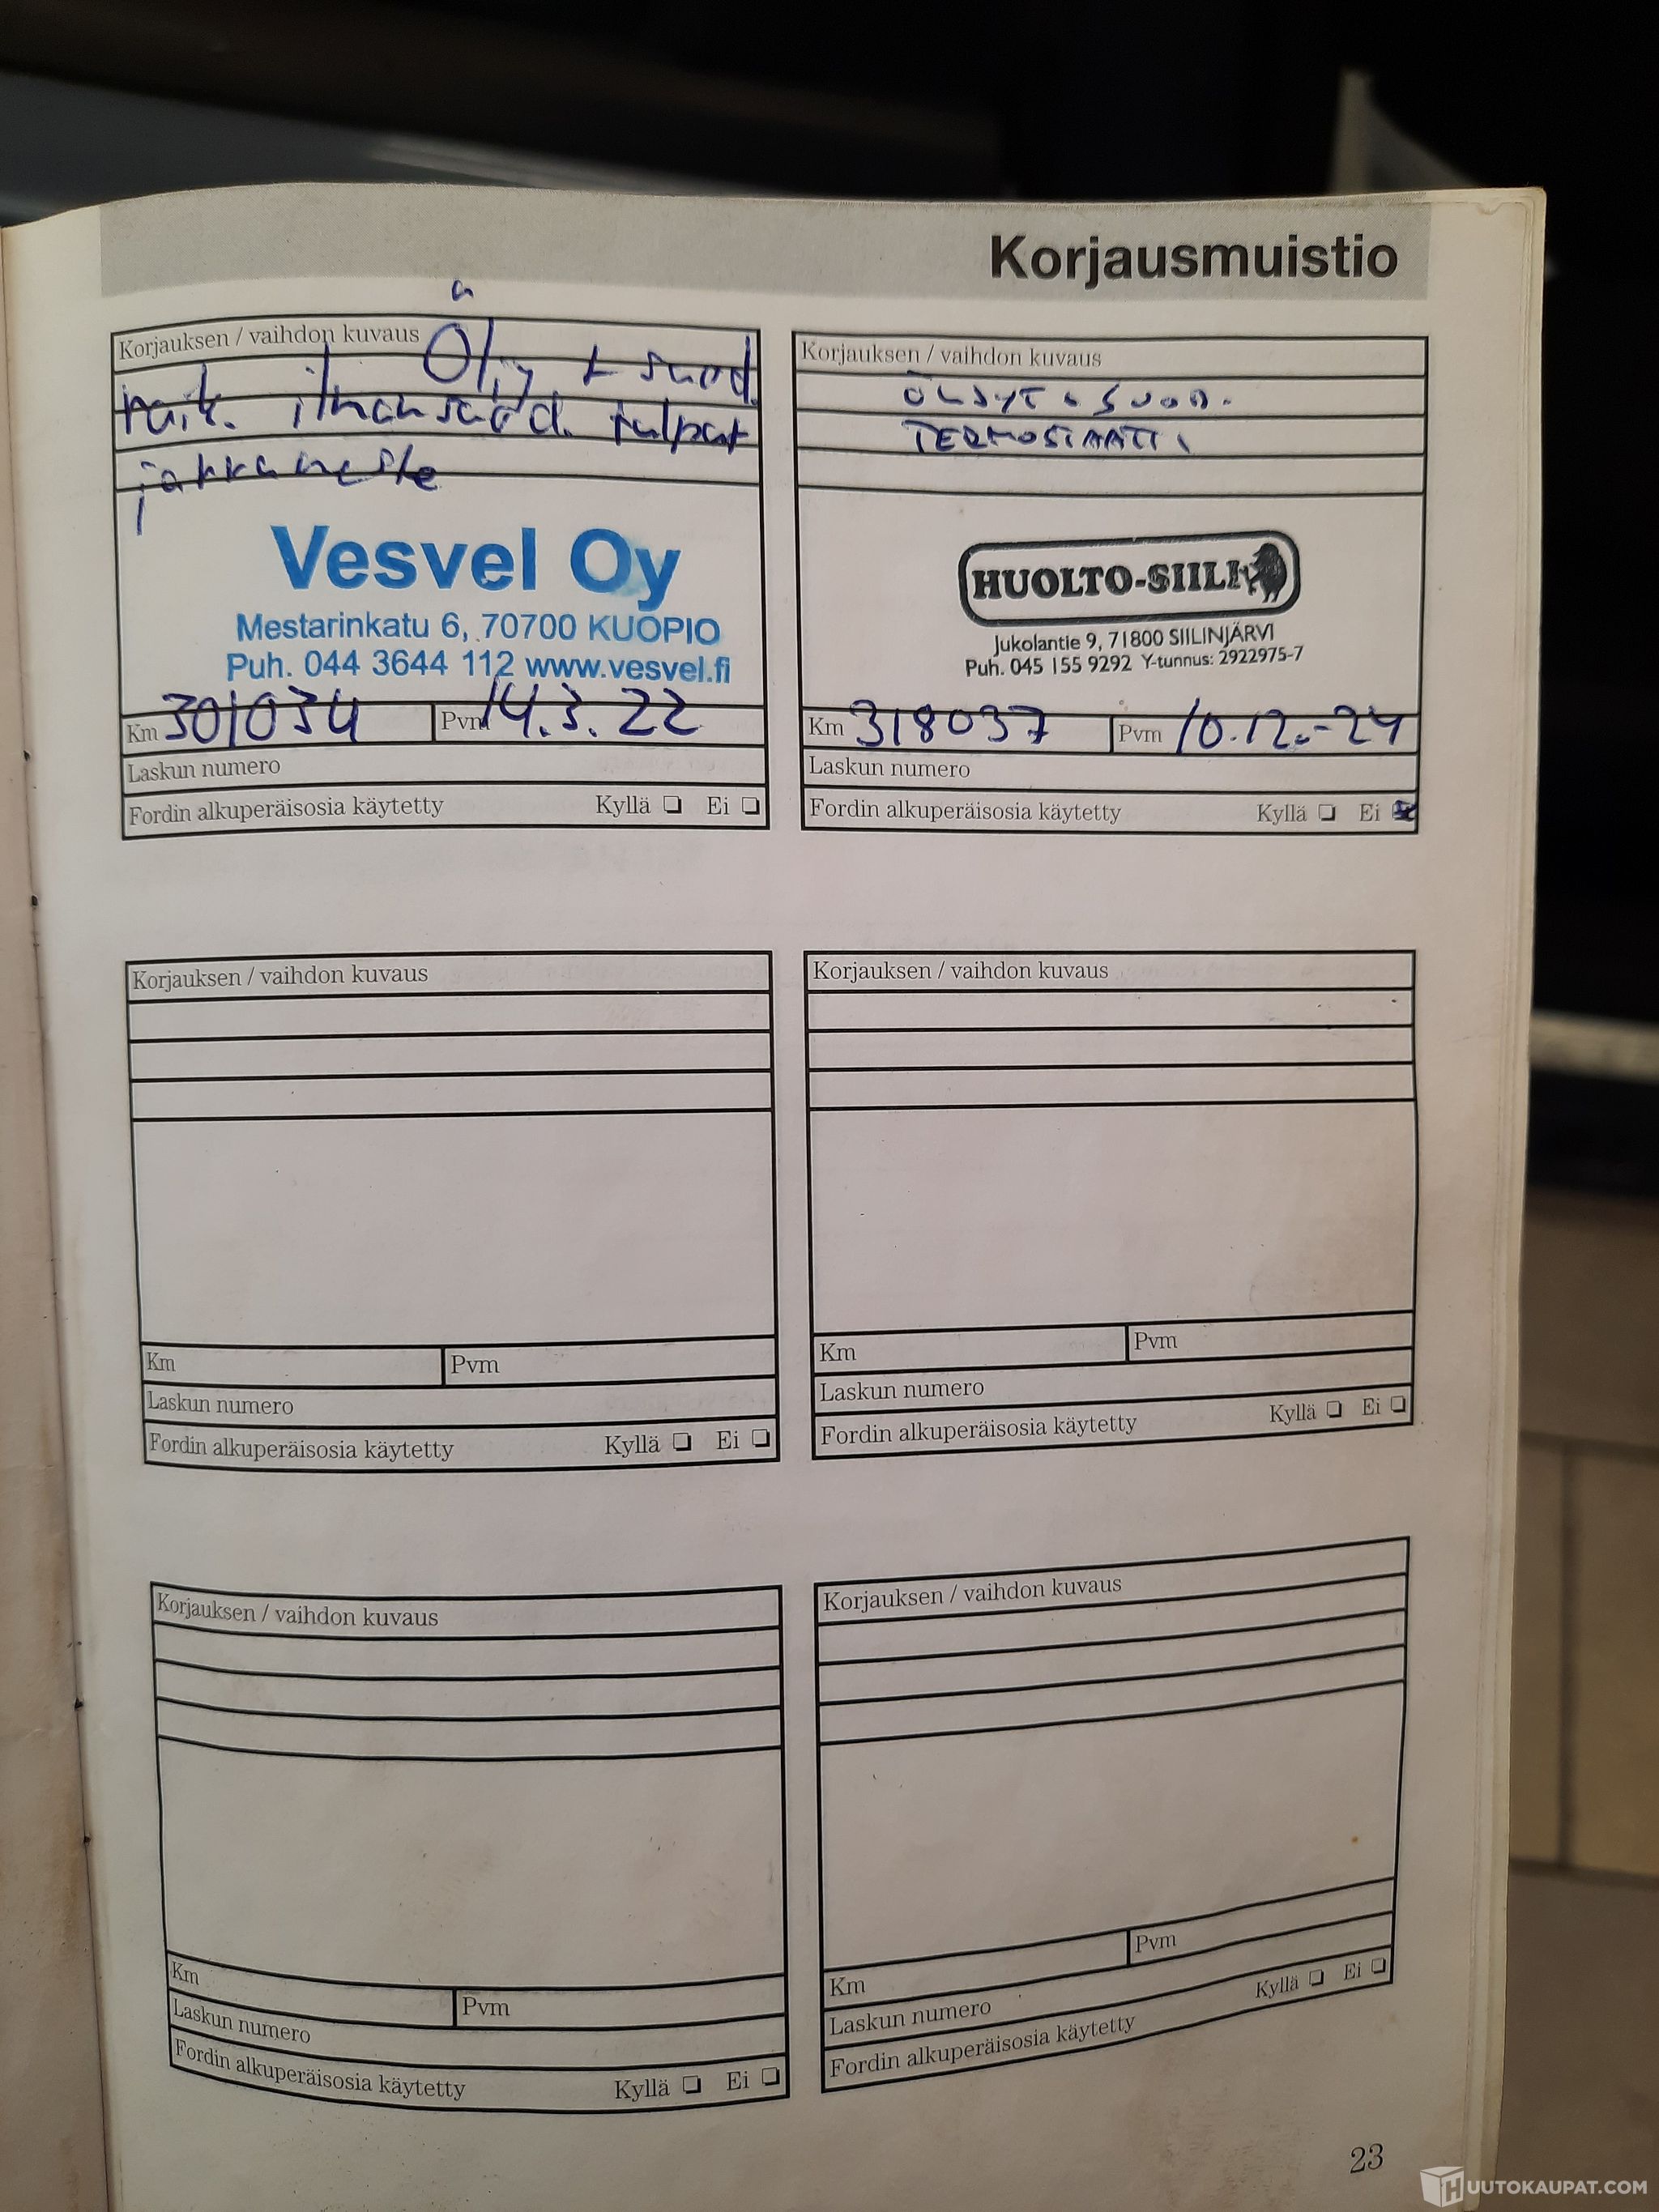 Korjausmuistio
Korjauksen / vaihdon kuvaus Öljy + suod.
raik. ilmansuod. tulpat
jarruneste
Vesvel Oy
Mestarinkatu 6, 70700 KUOPIO
Puh. 044 3644 112 www.vesvel.fi
Km 301034 Pvm 14.3.22
Laskun numero
Fordin alkuperäisosia käytetty Kyllä Ei
Korjauksen / vaihdon kuvaus
ÖLJYT & SUOD.
TERMOSTAATTI
HUOLTO-SIILI
Jukolantie 9, 71800 SIILINJÄRVI
Puh. 045 155 9292 Y-tunnus: 2922975-7
Km 318037 Pvm 10.12.-24
Laskun numero
Fordin alkuperäisosia käytetty Kyllä Ei
Korjauksen / vaihdon kuvaus
Km Pvm
Laskun numero
Fordin alkuperäisosia käytetty Kyllä Ei
Korjauksen / vaihdon kuvaus
Km Pvm
Laskun numero
Fordin alkuperäisosia käytetty Kyllä Ei
Korjauksen / vaihdon kuvaus
Km Pvm
Laskun numero
Fordin alkuperäisosia käytetty Kyllä Ei
Korjauksen / vaihdon kuvaus
Km Pvm
Laskun numero
Fordin alkuperäisosia käytetty Kyllä Ei
23
HUUTOKAUPAT.COM